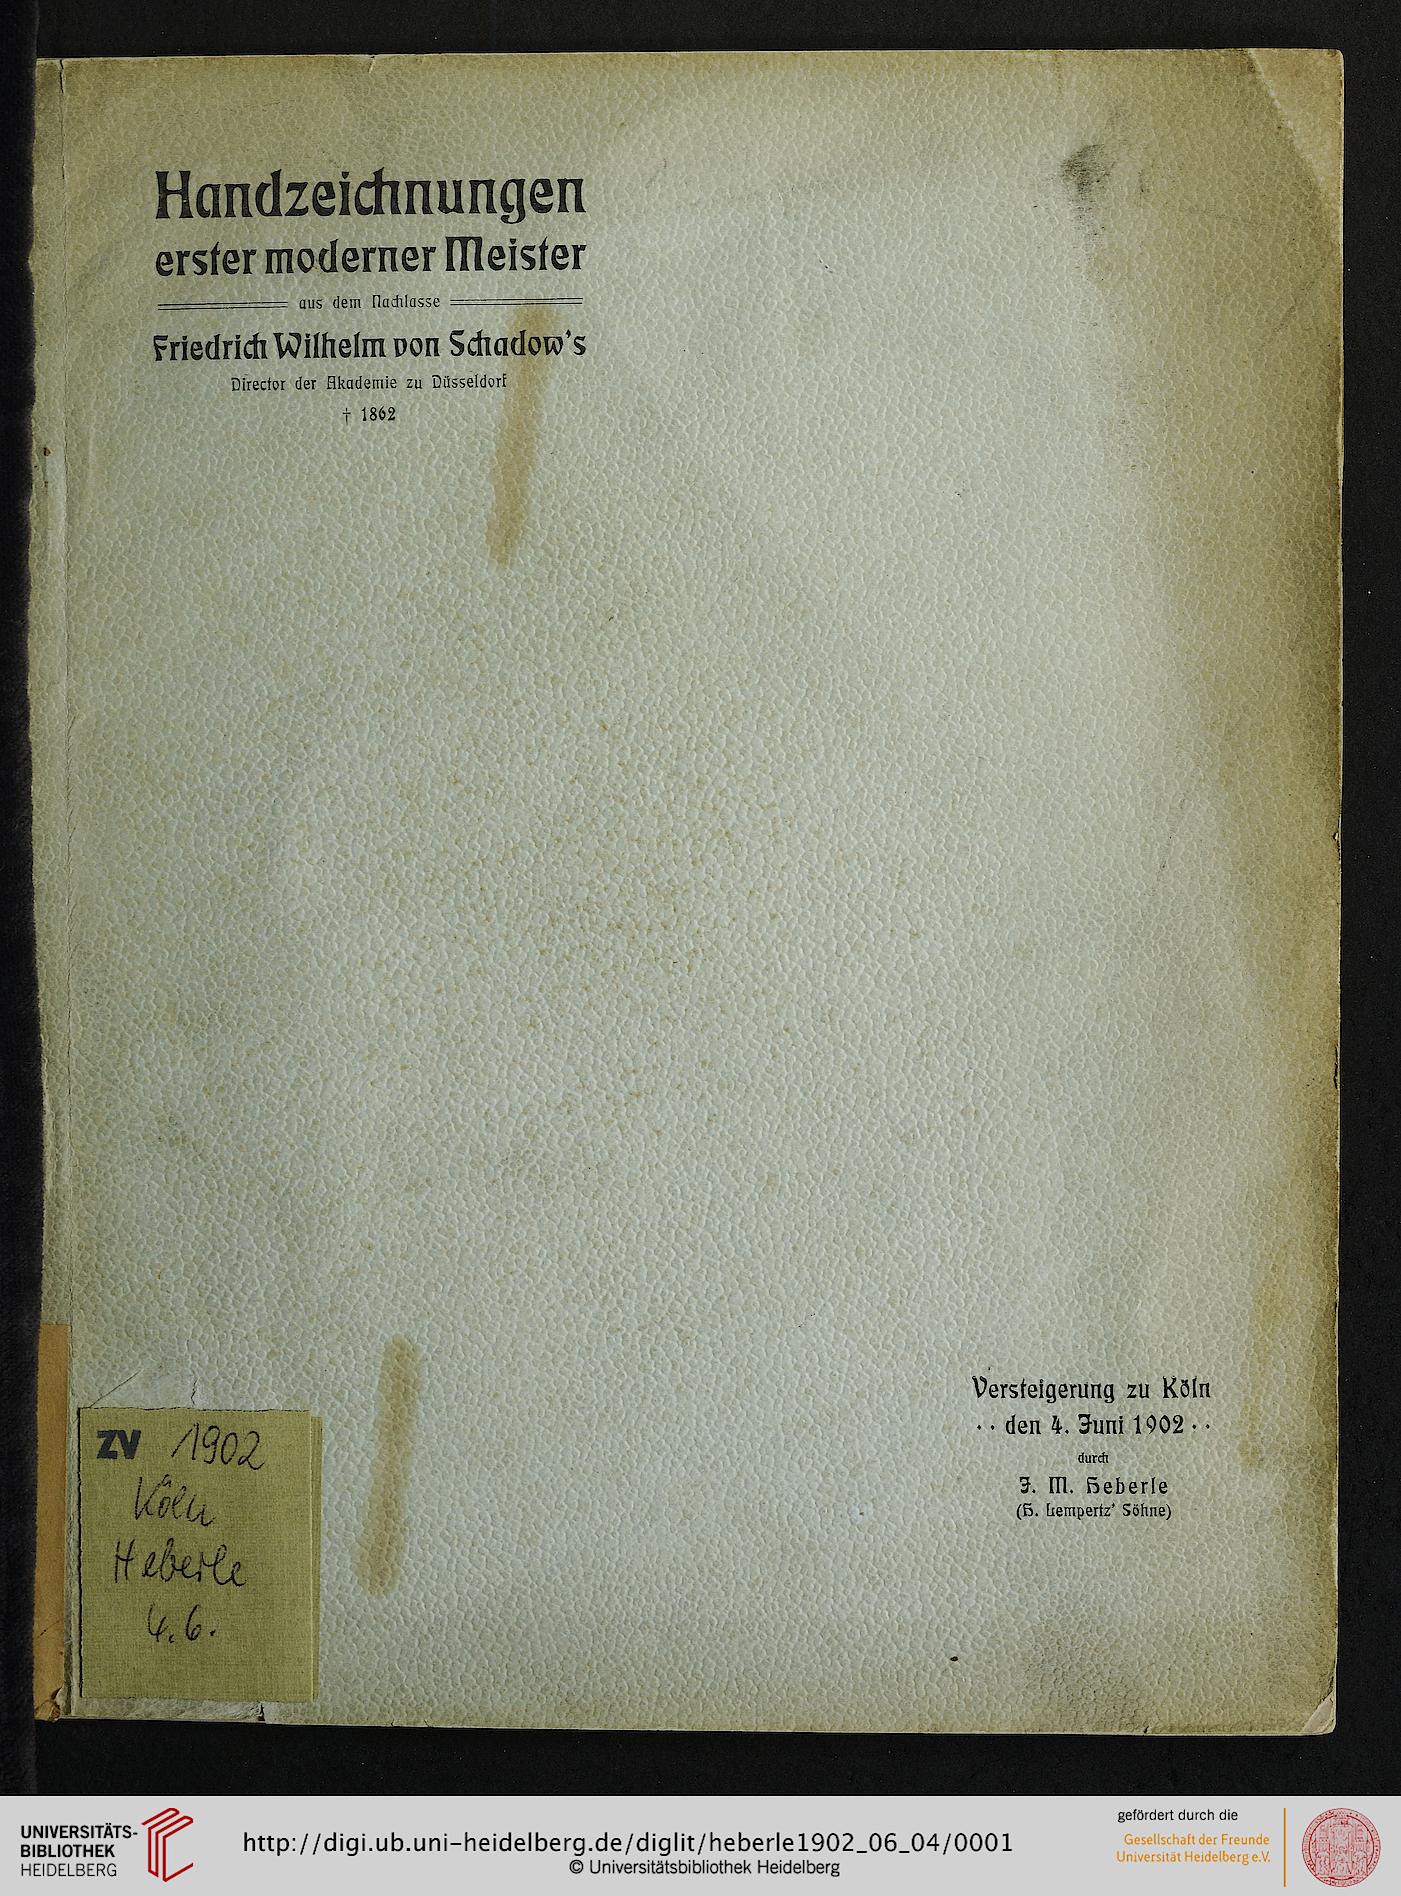 Handzeichnungen
erster moderner Meister
aus dem Nachlasse
Friedrich Wilhelm von Schadow's
Director der Akademie zu Düsseldorf
† 1862
Versteigerung zu Köln
· · den 4. Juni 1902 · ·
durch
J. M. Heberle
(H. Lempertz' Söhne)
ZV 1902
Köln
Heberle
4.6.
UNIVERSITÄTS-
BIBLIOTHEK
HEIDELBERG
http://digi.ub.uni-heidelberg.de/diglit/heberle1902_06_04/0001
© Universitätsbibliothek Heidelberg
gefördert durch die
Gesellschaft der Freunde
Universität Heidelberg e.V.